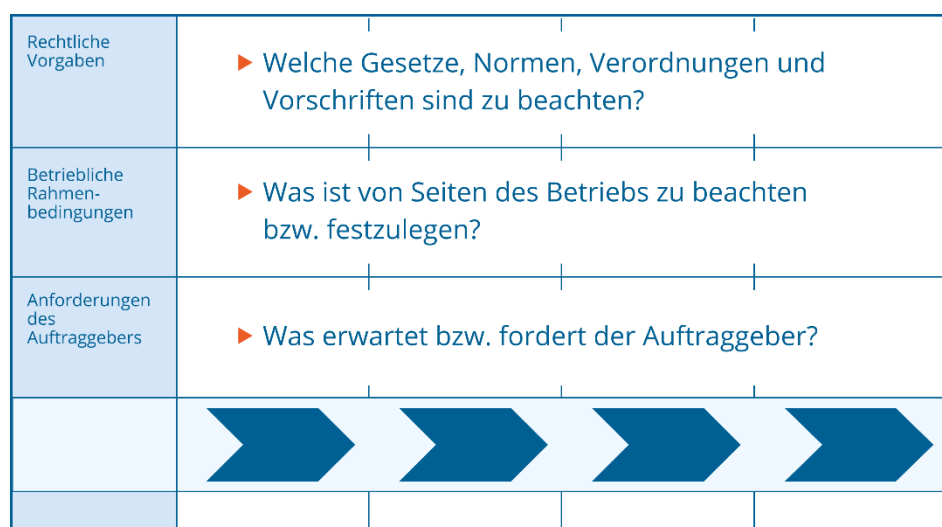 Rechtliche
Vorgaben
Welche Gesetze, Normen, Verordnungen und
Vorschriften sind zu beachten?
Betriebliche
Rahmen-
bedingungen
Was ist von Seiten des Betriebs zu beachten
bzw. festzulegen?
Anforderungen
des
Auftraggebers
Was erwartet bzw. fordert der Auftraggeber?